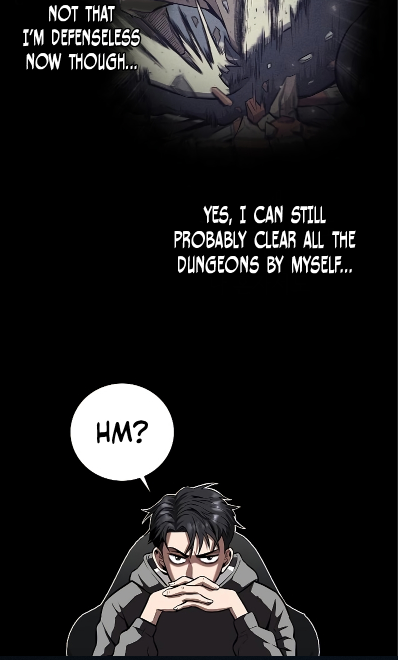 NOT THAT
I'M DEFENSELESS
NOW THOUGH...
YES, I CAN STILL
PROBABLY CLEAR ALL THE
DUNGEONS BY MYSELF...
HM?